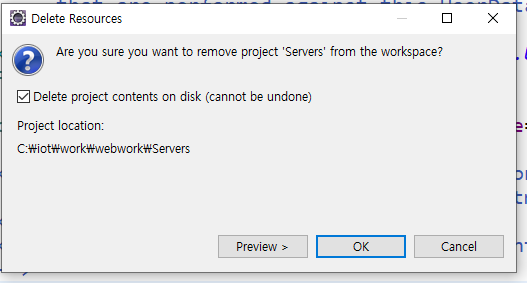 Delete Resources
Are you sure you want to remove project 'Servers' from the workspace?
Delete project contents on disk (cannot be undone)
Project location:
C:₩iot₩work₩webwork₩Servers
Preview >
OK
Cancel